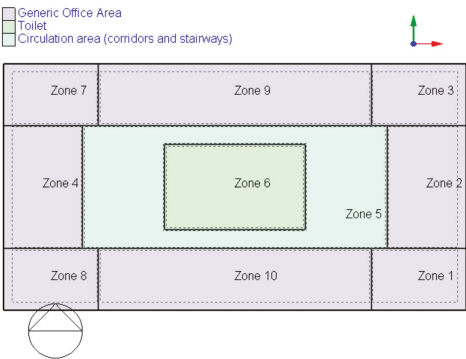 Generic Office Area
Toilet
Circulation area (corridors and stairways)
Zone 7 Zone 9 Zone 3
Zone 4 Zone 6 Zone 2
Zone 5
Zone 8 Zone 10 Zone 1